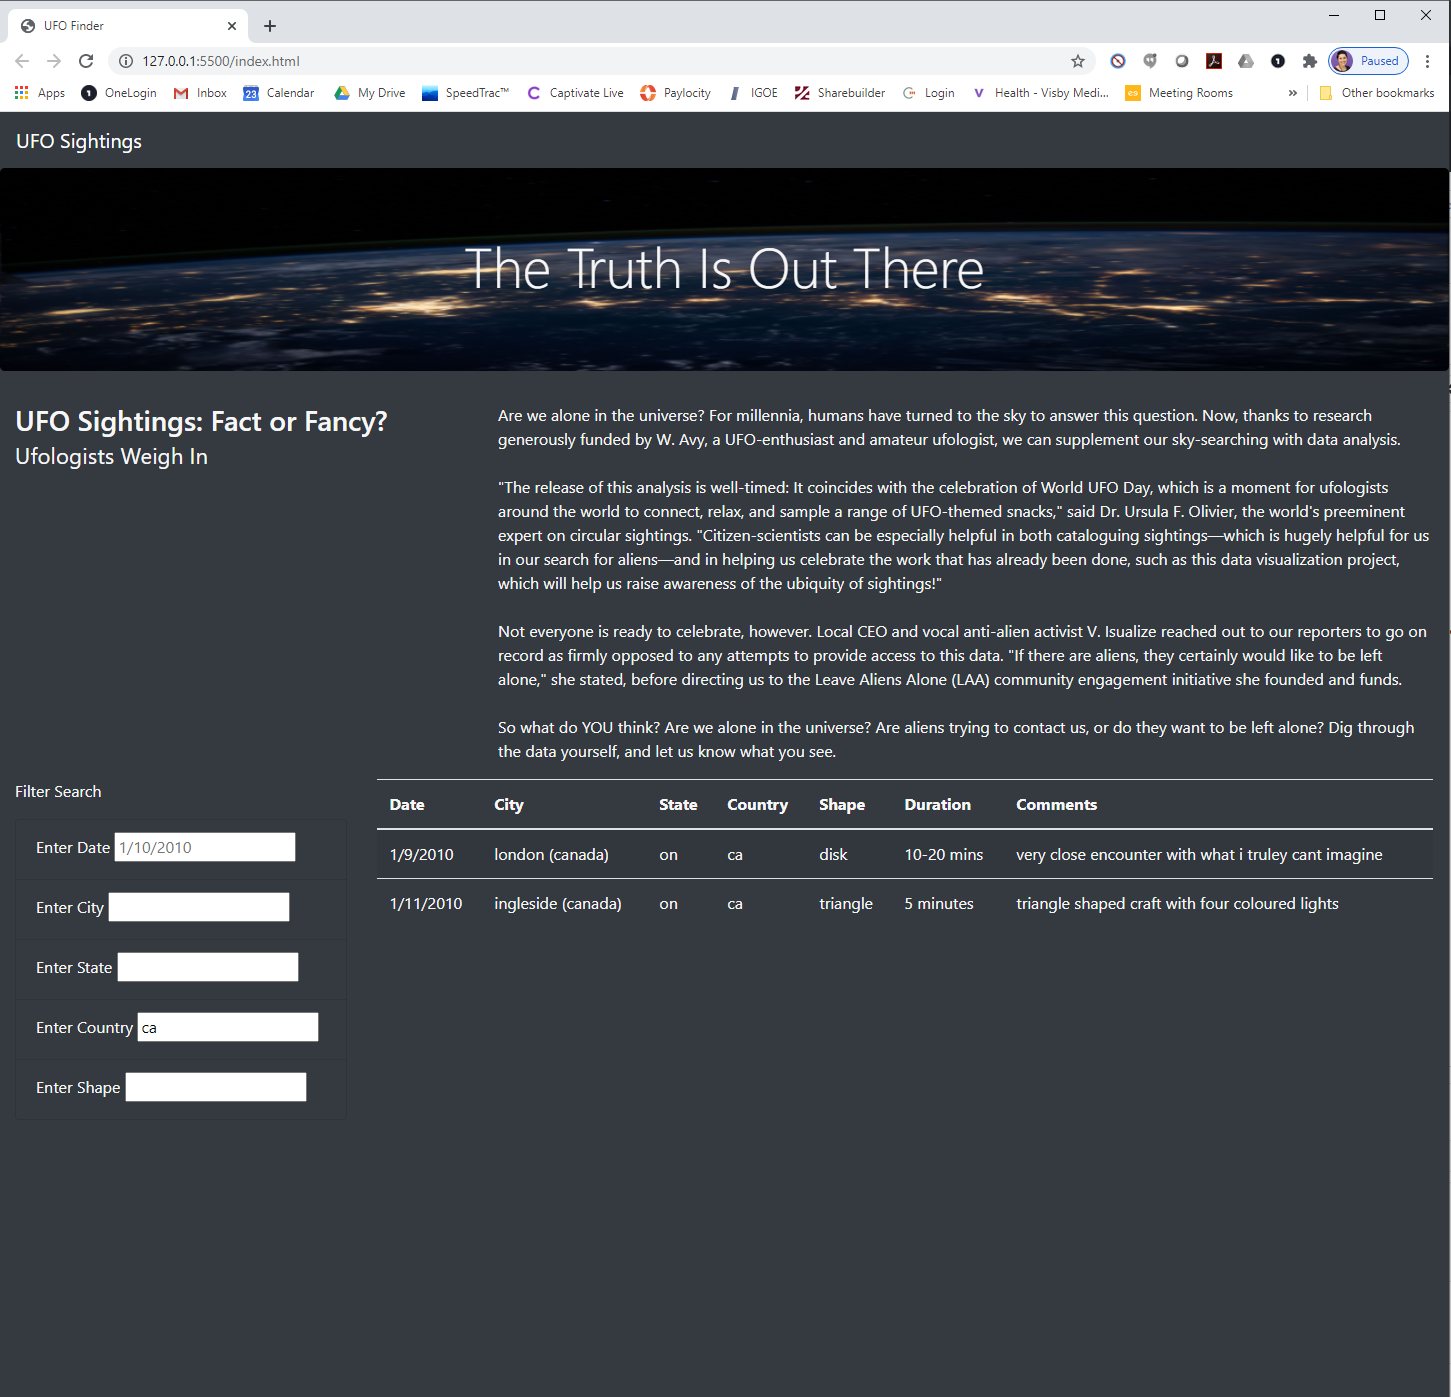 UFO Finder
127.0.0.1:5500/index.html
Paused
Apps
OneLogin
Inbox
23
Calendar
My Drive
SpeedTrac™
Captivate Live
Paylocity
IGOE
Sharebuilder
Login
Health - Visby Medi...
es
Meeting Rooms
»
Other bookmarks
UFO Sightings
The Truth Is Out There
UFO Sightings: Fact or Fancy?
Ufologists Weigh In
Are we alone in the universe? For millennia, humans have turned to the sky to answer this question. Now, thanks to research
generously funded by W. Avy, a UFO-enthusiast and amateur ufologist, we can supplement our sky-searching with data analysis.
"The release of this analysis is well-timed: It coincides with the celebration of World UFO Day, which is a moment for ufologists
around the world to connect, relax, and sample a range of UFO-themed snacks," said Dr. Ursula F. Olivier, the world's preeminent
expert on circular sightings. "Citizen-scientists can be especially helpful in both cataloguing sightings—which is hugely helpful for us
in our search for aliens—and in helping us celebrate the work that has already been done, such as this data visualization project,
which will help us raise awareness of the ubiquity of sightings!"
Not everyone is ready to celebrate, however. Local CEO and vocal anti-alien activist V. Isualize reached out to our reporters to go on
record as firmly opposed to any attempts to provide access to this data. "If there are aliens, they certainly would like to be left
alone," she stated, before directing us to the Leave Aliens Alone (LAA) community engagement initiative she founded and funds.
So what do YOU think? Are we alone in the universe? Are aliens trying to contact us, or do they want to be left alone? Dig through
the data yourself, and let us know what you see.
Filter Search
Enter Date 1/10/2010
Enter City
Enter State
Enter Country ca
Enter Shape
Date City State Country Shape Duration Comments
1/9/2010 london (canada) on ca disk 10-20 mins very close encounter with what i truley cant imagine
1/11/2010 ingleside (canada) on ca triangle 5 minutes triangle shaped craft with four coloured lights